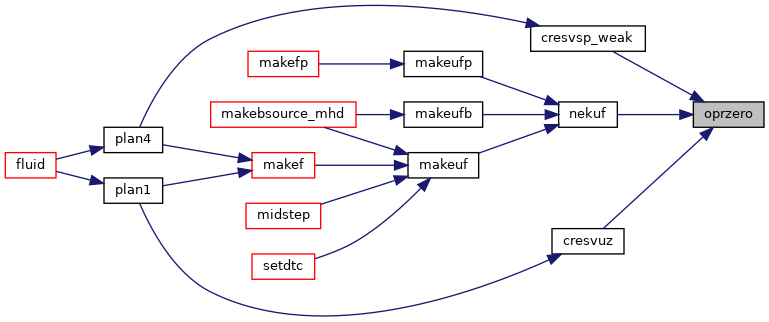 cresvsp_weak
makefp
makeufp
makebsource_mhd
makeufb
nekuf
oprzero
plan4
fluid
makef
makeuf
plan1
midstep
cresvuz
setdtc